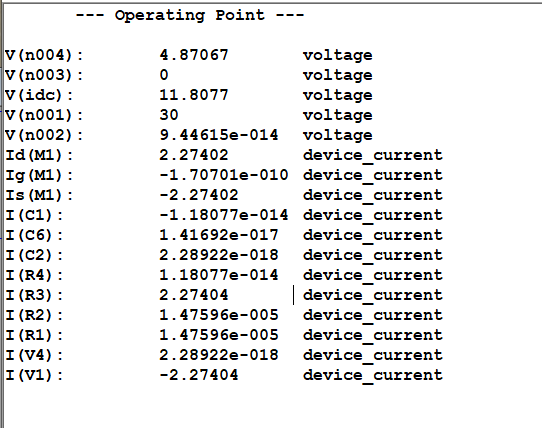 --- Operating Point ---
V(n004): 4.87067 voltage
V(n003): 0 voltage
V(idc): 11.8077 voltage
V(n001): 30 voltage
V(n002): 9.44615e-014 voltage
Id(M1): 2.27402 device_current
Ig(M1): -1.70701e-010 device_current
Is(M1): -2.27402 device_current
I(C1): -1.18077e-014 device_current
I(C6): 1.41692e-017 device_current
I(C2): 2.28922e-018 device_current
I(R4): 1.18077e-014 device_current
I(R3): 2.27404 device_current
I(R2): 1.47596e-005 device_current
I(R1): 1.47596e-005 device_current
I(V4): 2.28922e-018 device_current
I(V1): -2.27404 device_current